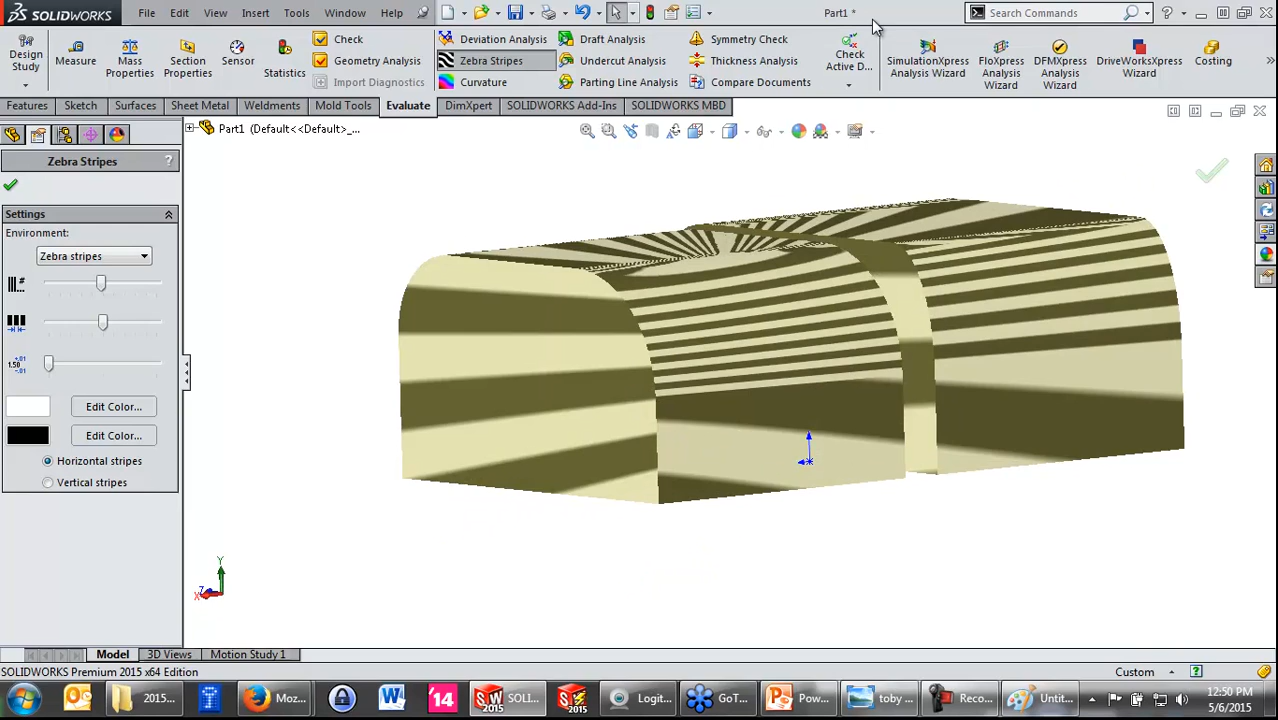 SOLIDWORKS File Edit View Insert Tools Window Help Part1 * Search Commands
Design Study
Measure
Mass Properties
Section Properties
Sensor
Statistics
Check
Geometry Analysis
Import Diagnostics
Deviation Analysis
Zebra Stripes
Curvature
Draft Analysis
Undercut Analysis
Parting Line Analysis
Symmetry Check
Thickness Analysis
Compare Documents
Check Active D...
SimulationXpress Analysis Wizard
FloXpress Analysis Wizard
DFMXpress Analysis Wizard
DriveWorksXpress Wizard
Costing
Features Sketch Surfaces Sheet Metal Weldments Mold Tools Evaluate DimXpert SOLIDWORKS Add-Ins SOLIDWORKS MBD
Part1 (Default<<Default>_...
Zebra Stripes ?
Settings
Environment:
Zebra stripes
Edit Color...
Edit Color...
Horizontal stripes
Vertical stripes
Y
Z
X
Model 3D Views Motion Study 1
SOLIDWORKS Premium 2015 x64 Edition Custom
2015... Moz... '14 SOLI... Logit... GoT... Pow... toby ... Reco... Untit...
12:50 PM
5/6/2015